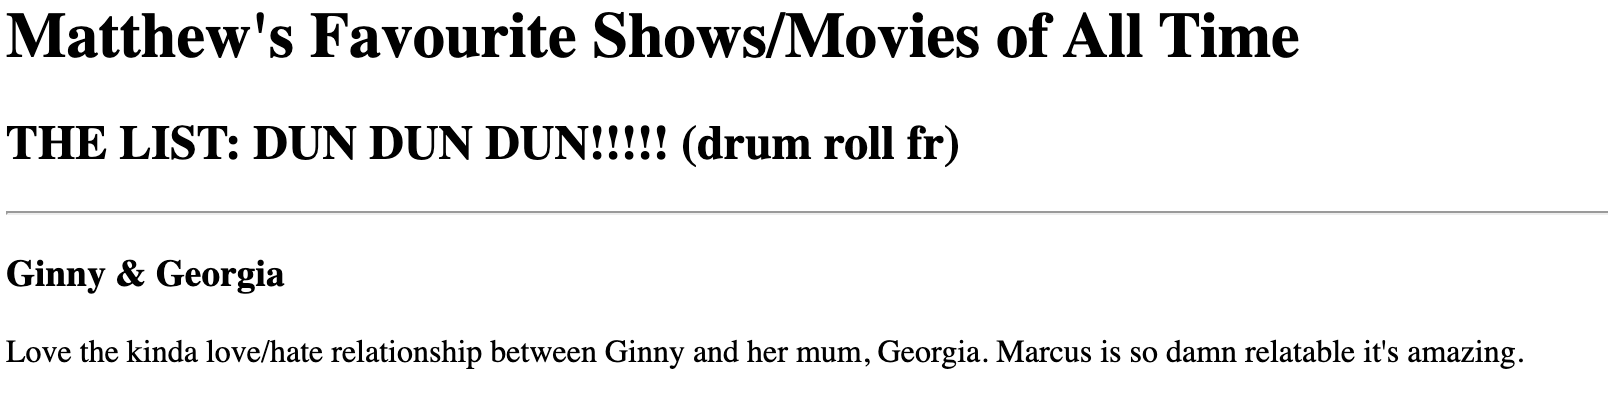 Matthew's Favourite Shows/Movies of All Time
THE LIST: DUN DUN DUN!!!!! (drum roll fr)
Ginny & Georgia
Love the kinda love/hate relationship between Ginny and her mum, Georgia. Marcus is so damn relatable it's amazing.